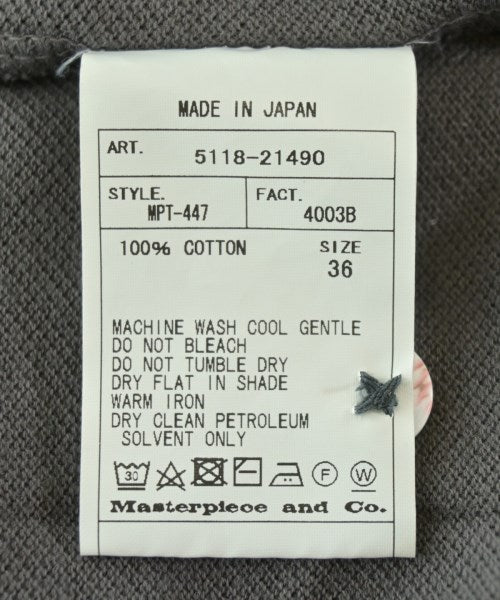 MADE IN JAPAN
ART. 5118-21490
STYLE. FACT.
MPT-447 4003B
100% COTTON SIZE
36
MACHINE WASH COOL GENTLE
DO NOT BLEACH
DO NOT TUMBLE DRY
DRY FLAT IN SHADE
WARM IRON
DRY CLEAN PETROLEUM
SOLVENT ONLY
30 F W
Masterpiece and Co.